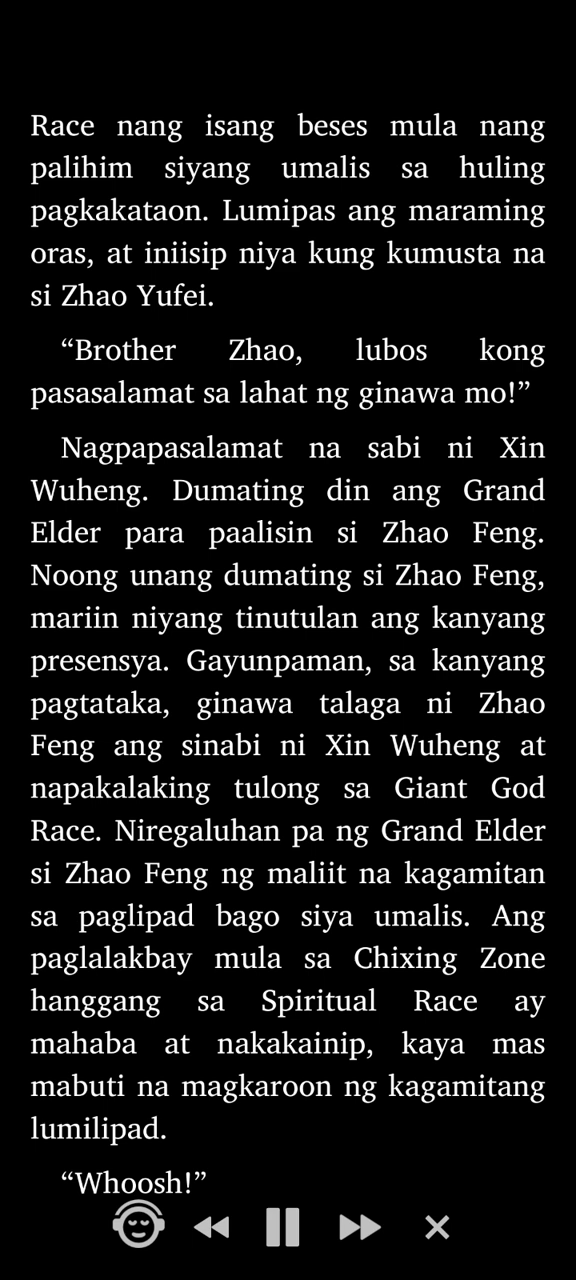 Race nang isang beses mula nang
palihim siyang umalis sa huling
pagkakataon. Lumipas ang maraming
oras, at iniisip niya kung kumusta na
si Zhao Yufei.
“Brother Zhao, lubos kong
pasasalamat sa lahat ng ginawa mo!”
Nagpapasalamat na sabi ni Xin
Wuheng. Dumating din ang Grand
Elder para paalisin si Zhao Feng.
Noong unang dumating si Zhao Feng,
mariin niyang tinutulan ang kanyang
presensya. Gayunpaman, sa kanyang
pagtataka, ginawa talaga ni Zhao
Feng ang sinabi ni Xin Wuheng at
napakalaking tulong sa Giant God
Race. Niregaluhan pa ng Grand Elder
si Zhao Feng ng maliit na kagamitan
sa paglipad bago siya umalis. Ang
paglalakbay mula sa Chixing Zone
hanggang sa Spiritual Race ay
mahaba at nakakainip, kaya mas
mabuti na magkaroon ng kagamitang
lumilipad.
“Whoosh!”